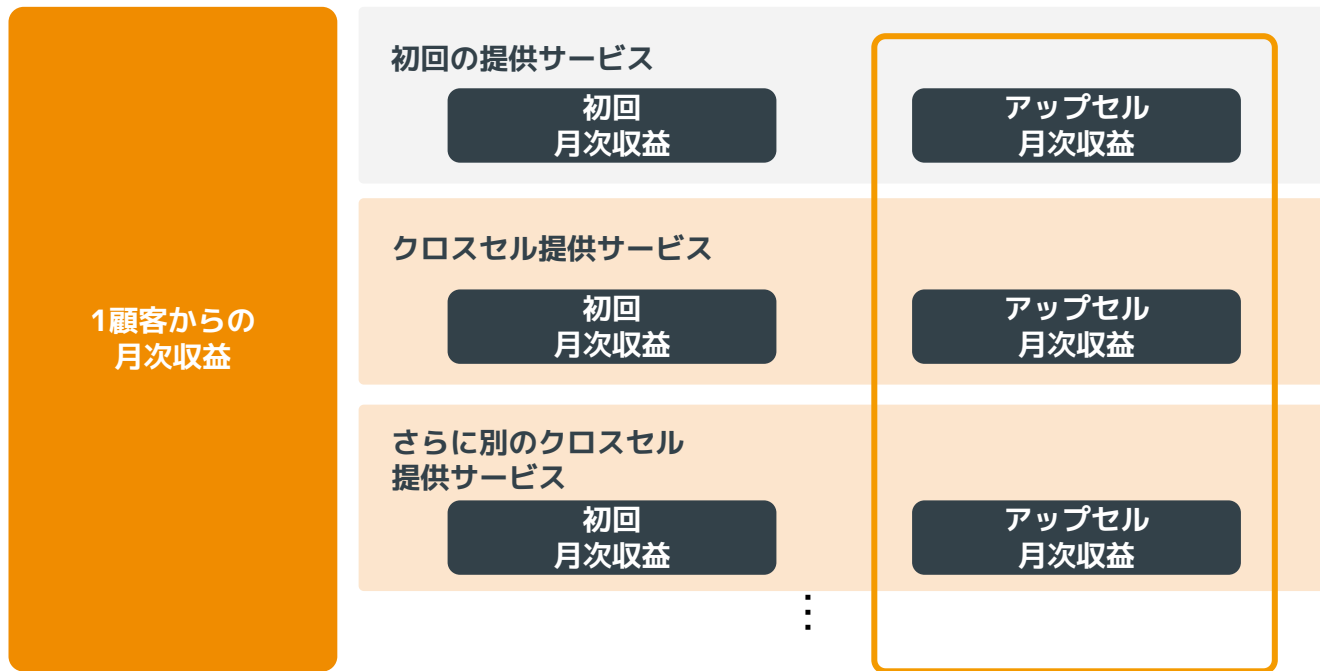 1顧客からの
月次収益
初回の提供サービス
初回
月次収益
アップセル
月次収益
クロスセル提供サービス
初回
月次収益
アップセル
月次収益
さらに別のクロスセル
提供サービス
初回
月次収益
アップセル
月次収益
⋮